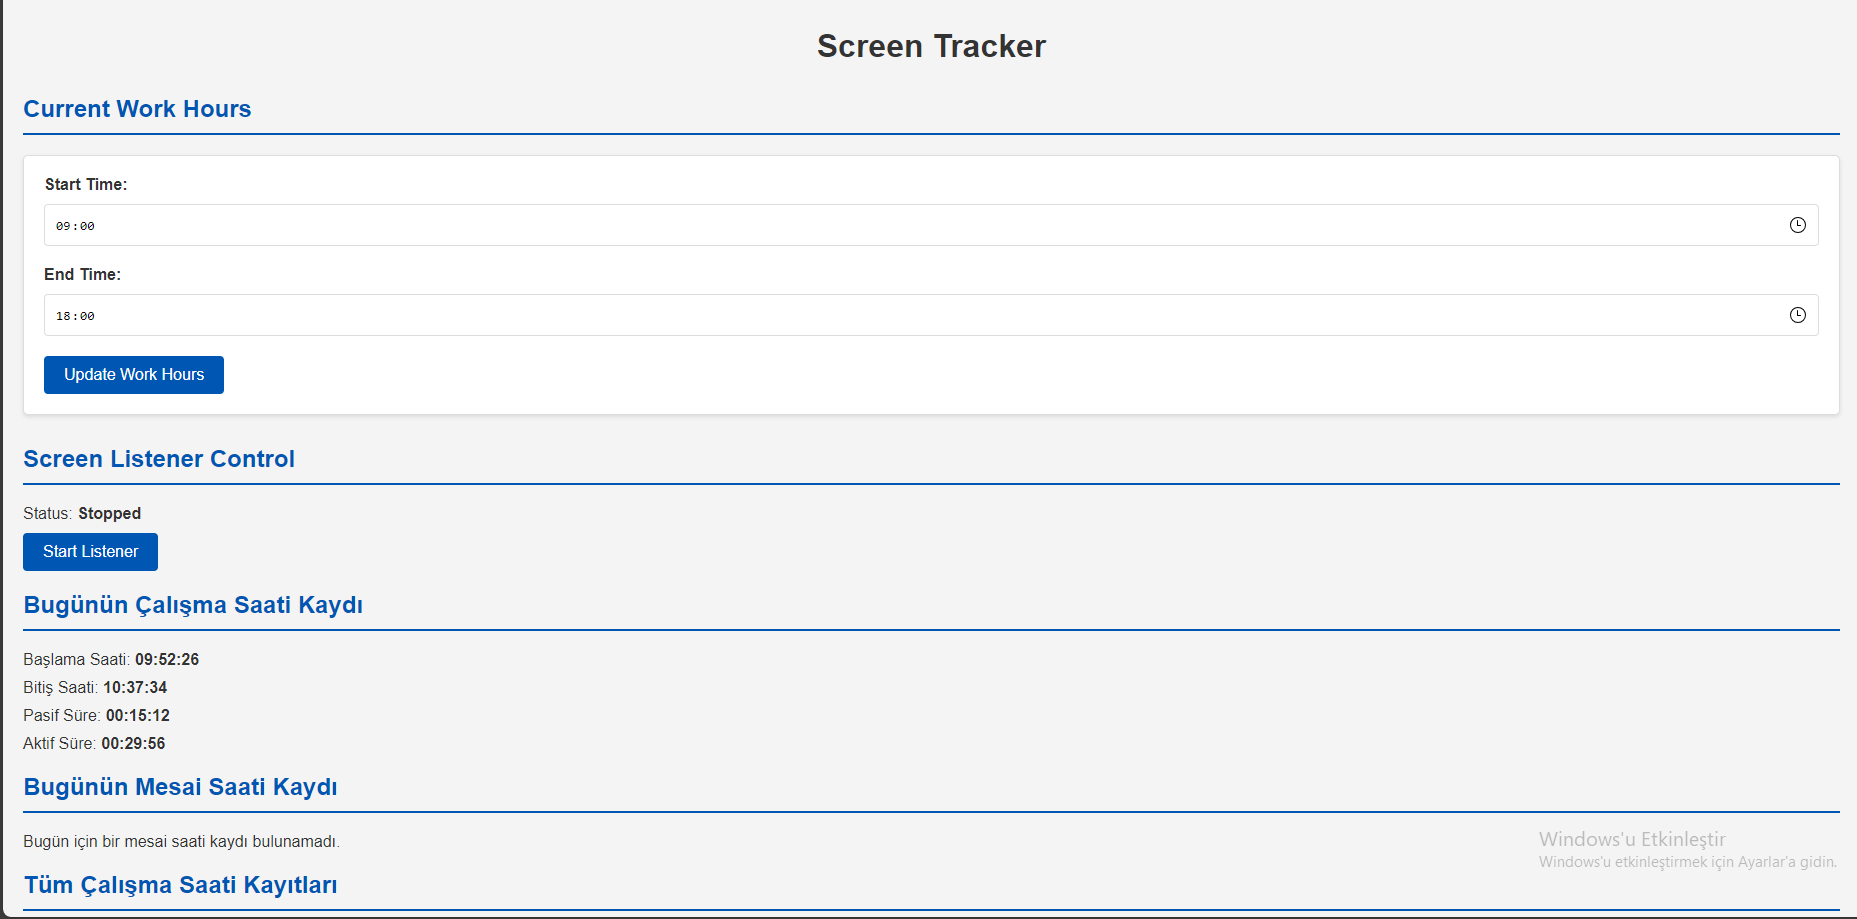 Screen Tracker
Current Work Hours
Start Time:
09:00
End Time:
18:00
Update Work Hours
Screen Listener Control
Status: Stopped
Start Listener
Bugünün Çalışma Saati Kaydı
Başlama Saati: 09:52:26
Bitiş Saati: 10:37:34
Pasif Süre: 00:15:12
Aktif Süre: 00:29:56
Bugünün Mesai Saati Kaydı
Bugün için bir mesai saati kaydı bulunamadı.
Windows'u Etkinleştir
Windows'u etkinleştirmek için Ayarlar'a gidin.
Tüm Çalışma Saati Kayıtları